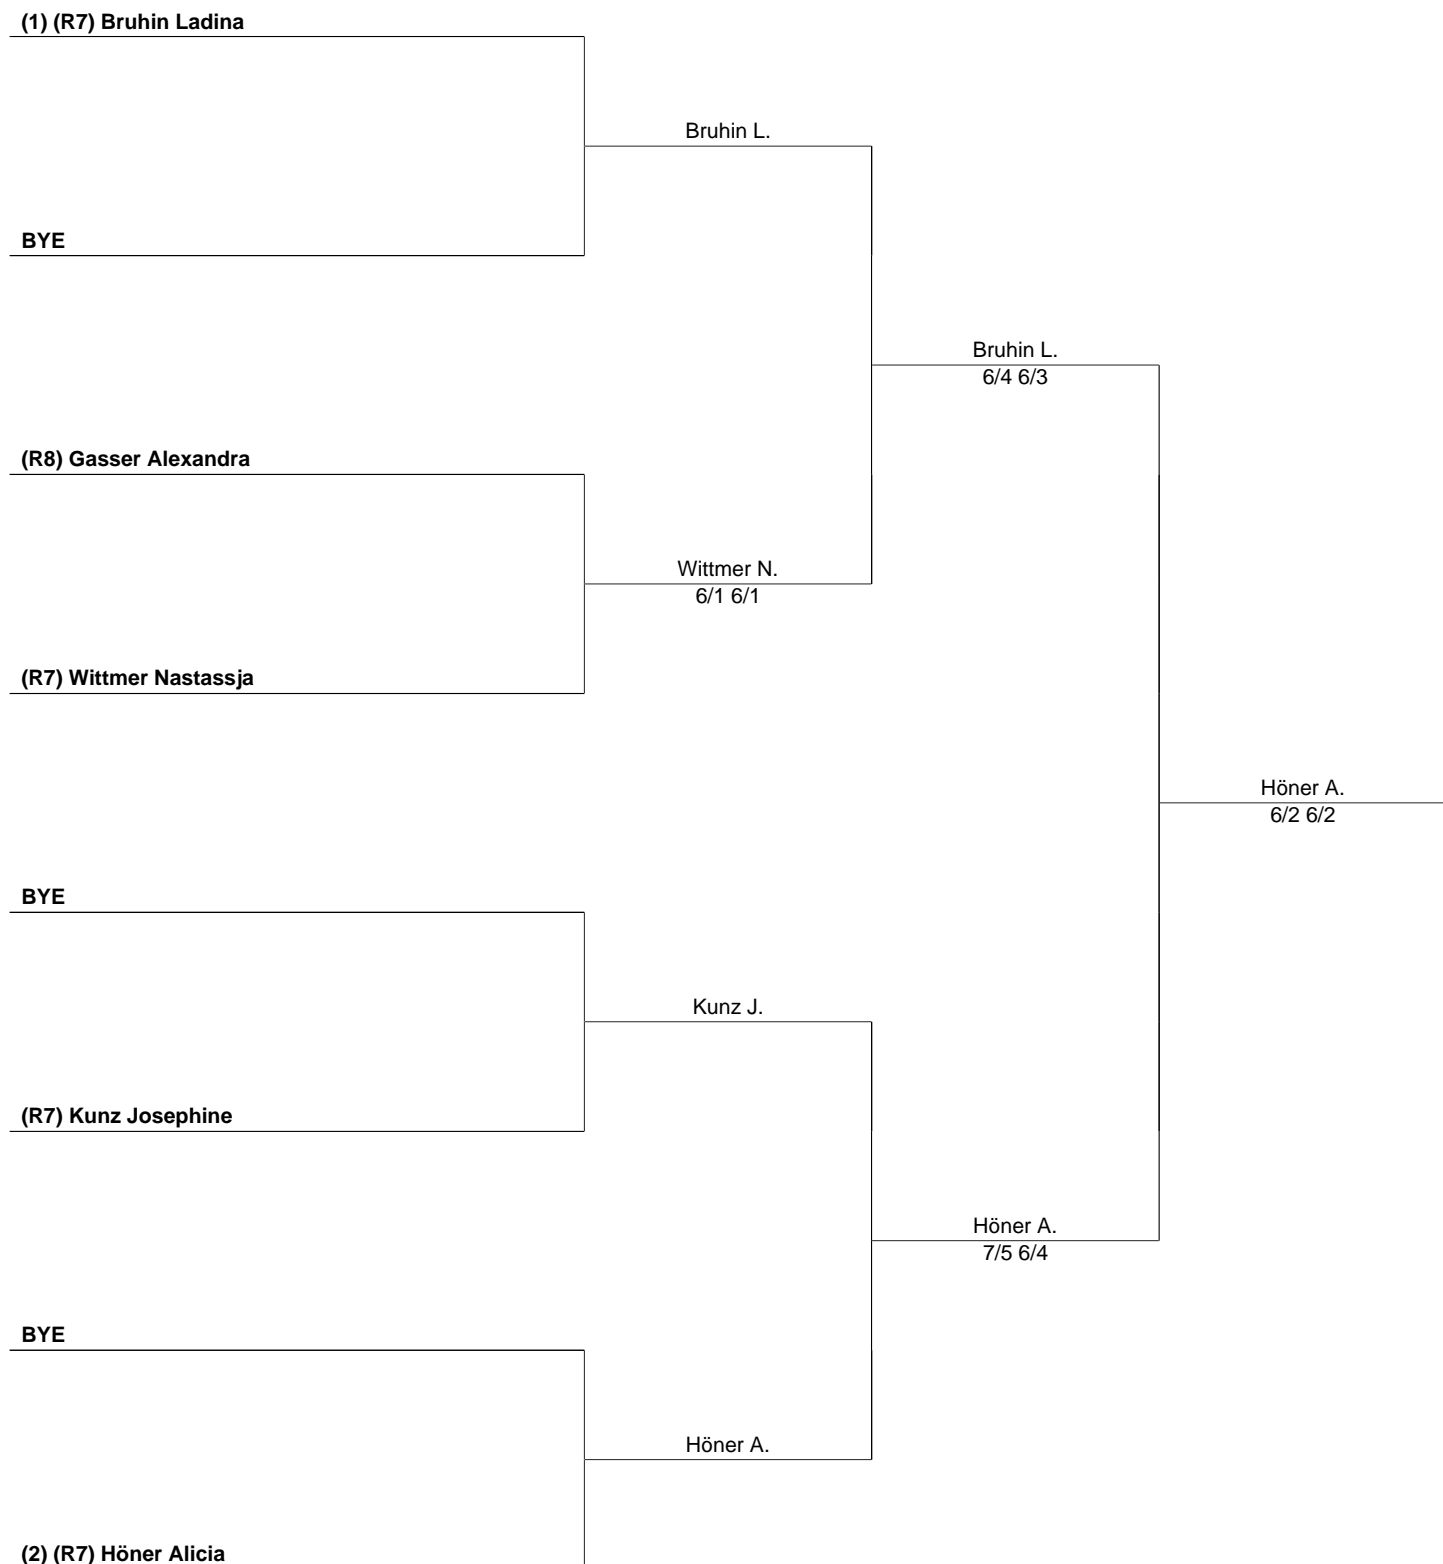 (1) (R7) Bruhin Ladina
Bruhin L.
BYE
Bruhin L.
6/4 6/3
(R8) Gasser Alexandra
Wittmer N.
6/1 6/1
(R7) Wittmer Nastassja
Höner A.
6/2 6/2
BYE
Kunz J.
(R7) Kunz Josephine
Höner A.
7/5 6/4
BYE
Höner A.
(2) (R7) Höner Alicia